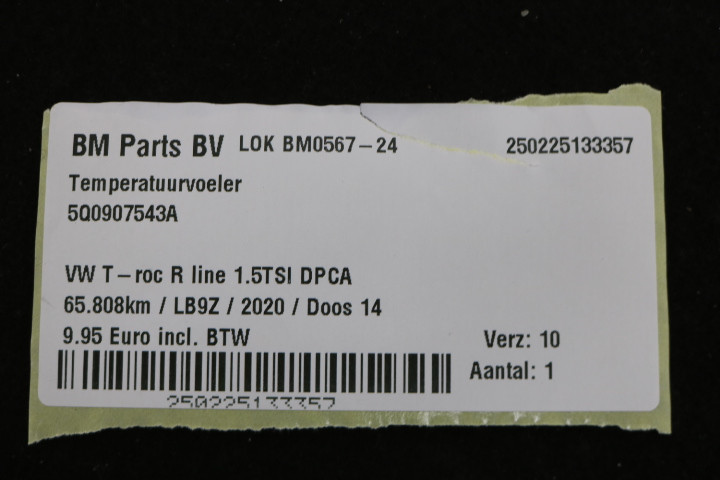 BM Parts BV LOK BM0567-24 250225133357
Temperatuurvoeler
5Q0907543A
VW T-roc R line 1.5TSI DPCA
65.808km / LB9Z / 2020 / Doos 14
9.95 Euro incl. BTW Verz: 10
Aantal: 1
250225133357